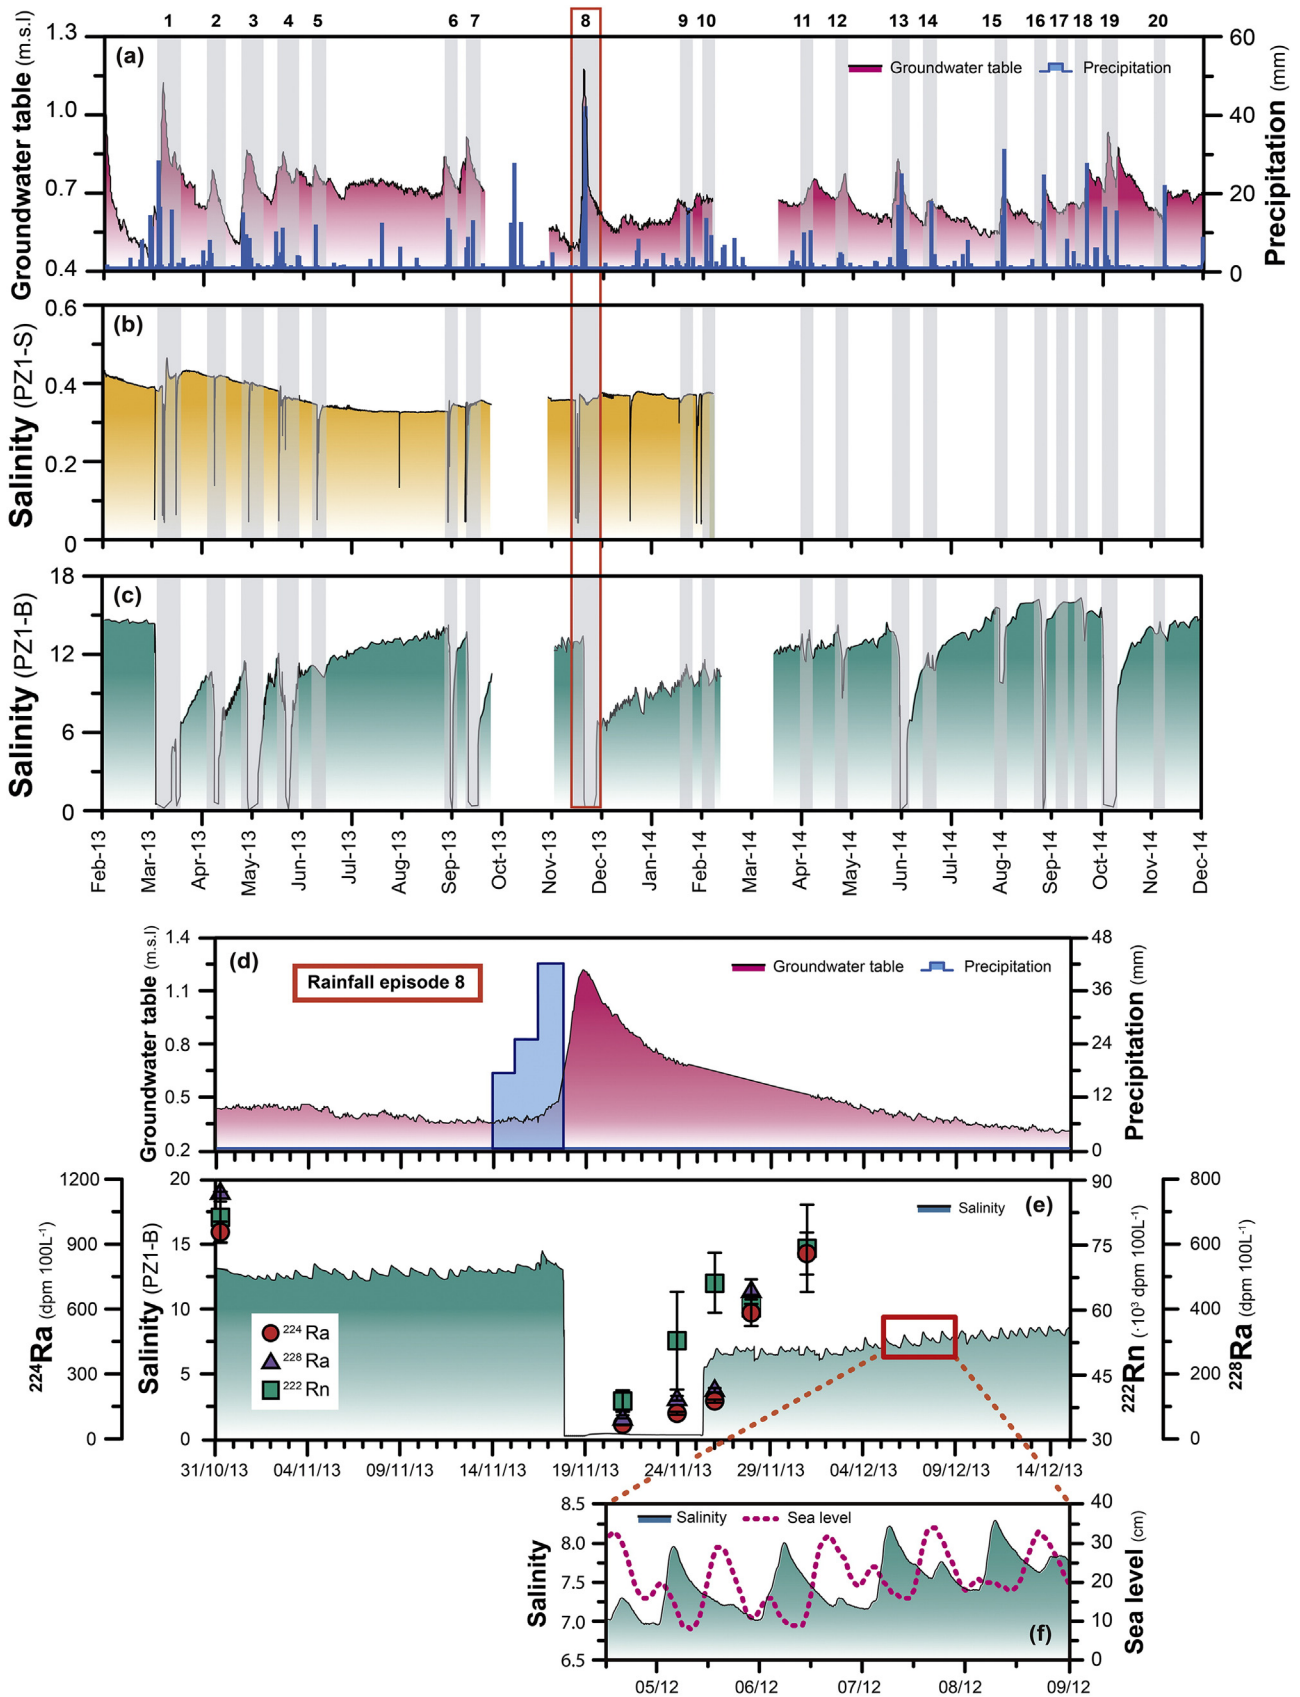 1 2 3 4 5 6 7 8 9 10 11 12 13 14 15 16 17 18 19 20
(a)
Groundwater table (m.s.l)
1.3
1.0
0.7
0.4
Groundwater table
Precipitation
60
40
20
0
Precipitation (mm)
(b)
Salinity (PZ1-S)
0.6
0.4
0.2
0
(c)
Salinity (PZ1-B)
18
12
6
0
Feb-13 Mar-13 Apr-13 May-13 Jun-13 Jul-13 Aug-13 Sep-13 Oct-13 Nov-13 Dec-13 Jan-14 Feb-14 Mar-14 Apr-14 May-14 Jun-14 Jul-14 Aug-14 Sep-14 Oct-14 Nov-14 Dec-14
(d)
Groundwater table (m.s.l)
1.4
1.1
0.8
0.5
0.2
Rainfall episode 8
Groundwater table
Precipitation
48
36
24
12
0
Precipitation (mm)
(e)
²²⁴Ra (dpm 100L⁻¹)
1200
900
600
300
0
Salinity (PZ1-B)
20
15
10
5
0
Salinity
²²⁴Ra
²²⁸Ra
²²²Rn
90
75
60
45
30
²²²Rn (·10³ dpm 100L⁻¹)
800
600
400
200
0
²²⁸Ra (dpm 100L⁻¹)
31/10/13 04/11/13 09/11/13 14/11/13 19/11/13 24/11/13 29/11/13 04/12/13 09/12/13 14/12/13
Salinity
8.5
8.0
7.5
7.0
6.5
Salinity
Sea level
40
30
20
10
0
Sea level (cm)
(f)
05/12 06/12 07/12 08/12 09/12